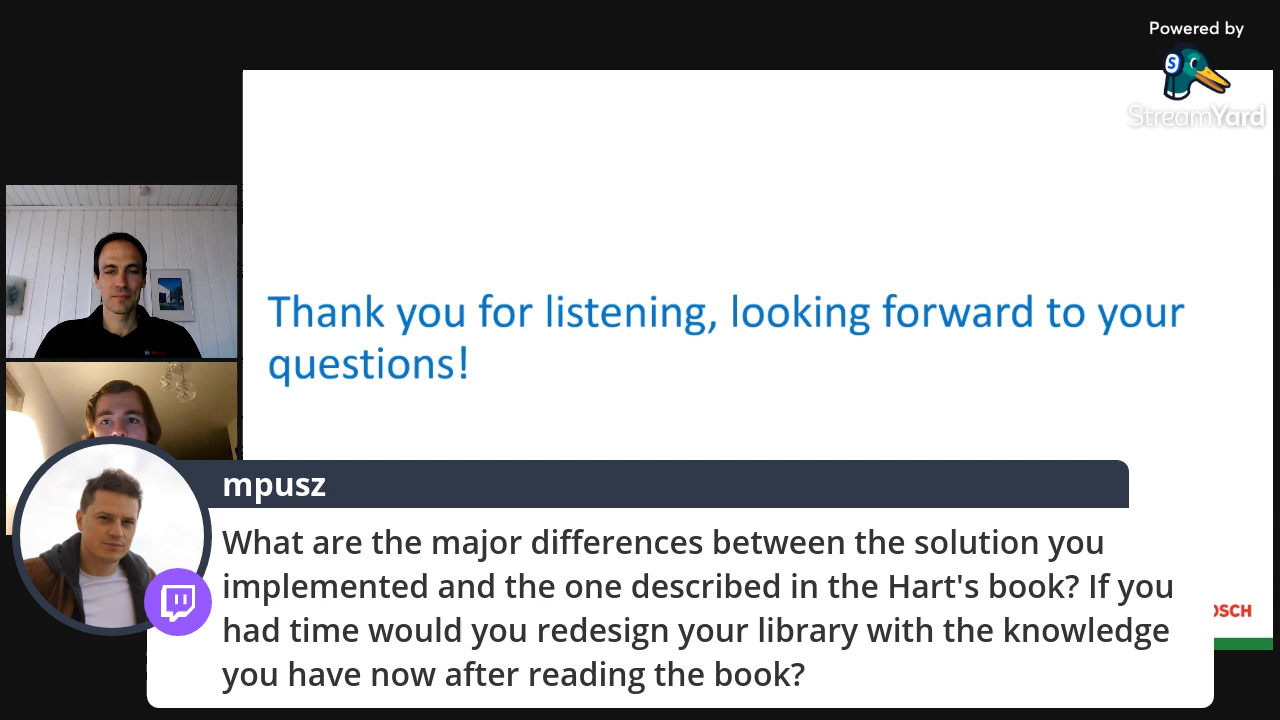 Powered by
StreamYard
Thank you for listening, looking forward to your
questions!
mpusz
What are the major differences between the solution you
implemented and the one described in the Hart's book? If you
had time would you redesign your library with the knowledge
you have now after reading the book?
OSCH